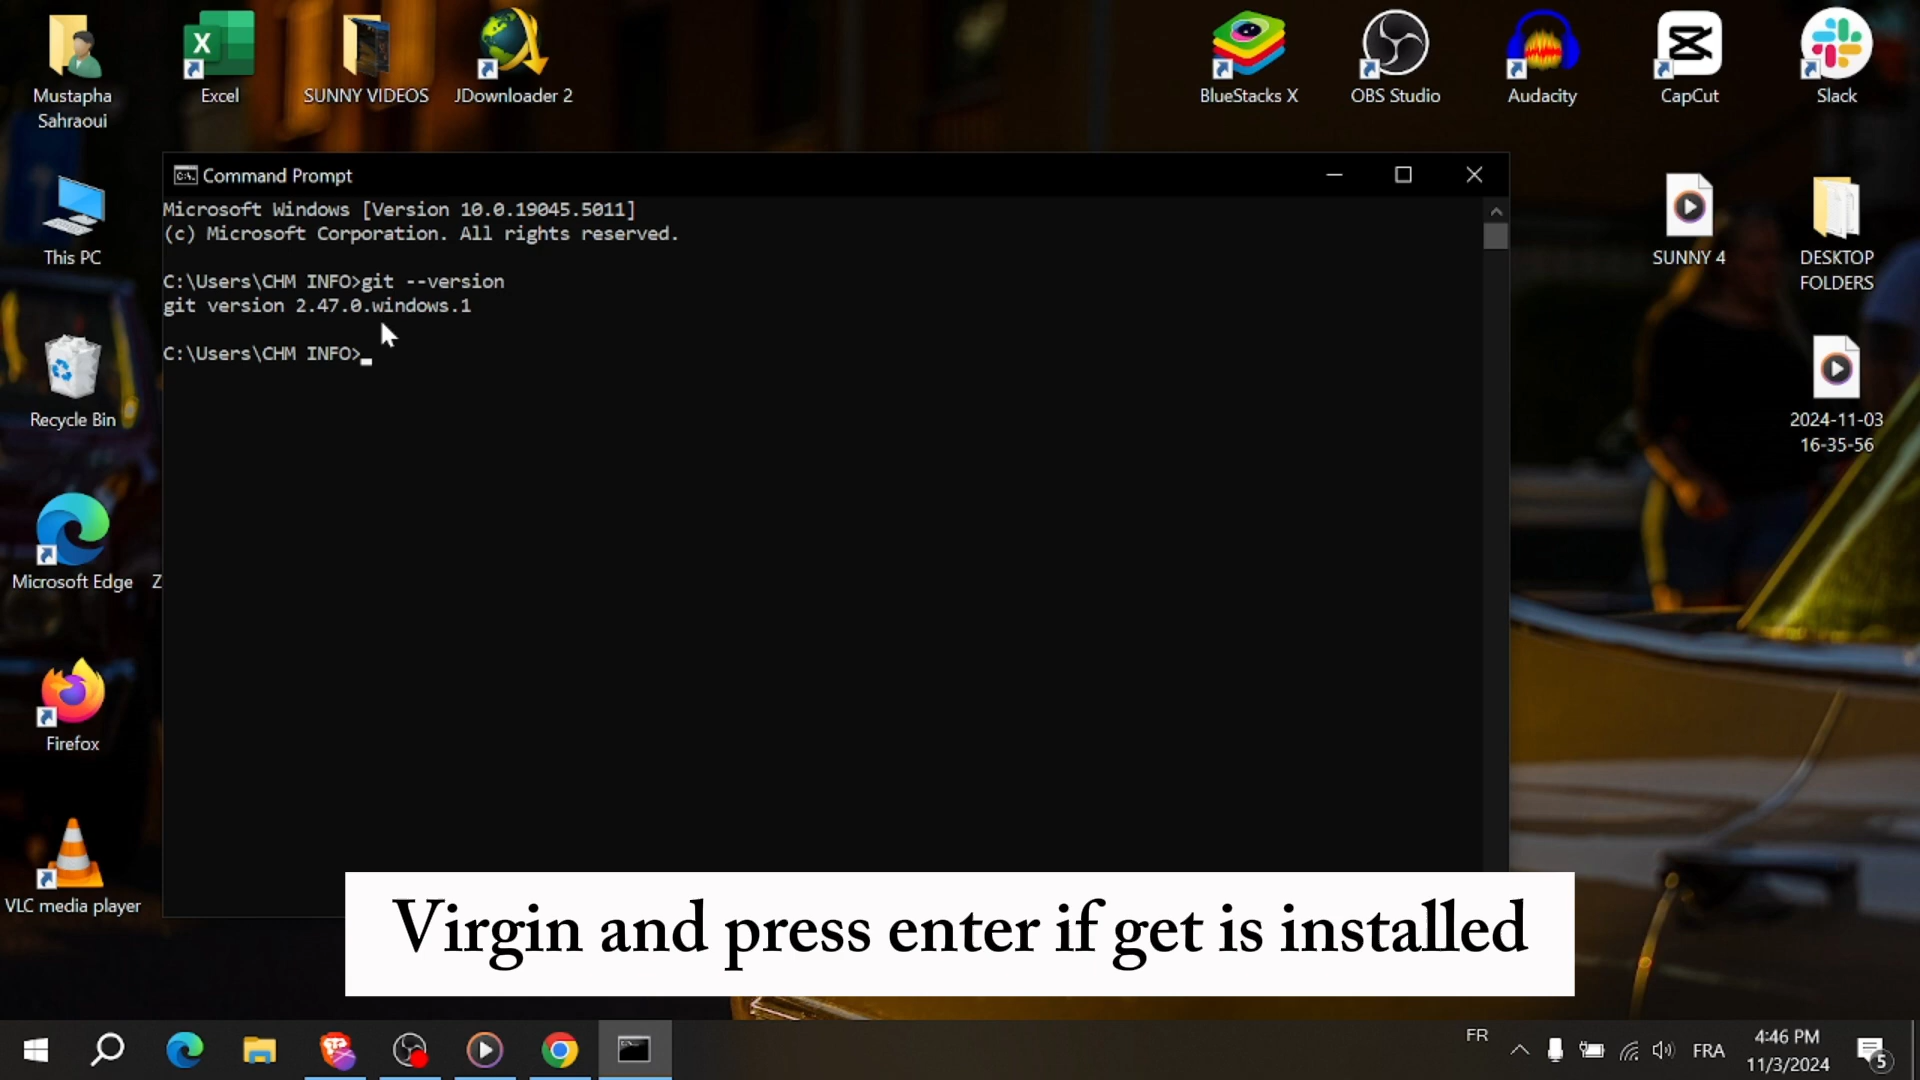 Mustapha
Sahraoui
Excel
SUNNY VIDEOS
JDownloader 2
BlueStacks X
OBS Studio
Audacity
CapCut
Slack
Command Prompt
Microsoft Windows [Version 10.0.19045.5011]
(c) Microsoft Corporation. All rights reserved.
C:\Users\CHM INFO>git --version
git version 2.47.0.windows.1
C:\Users\CHM INFO>
This PC
SUNNY 4
DESKTOP
FOLDERS
Recycle Bin
2024-11-03
16-35-56
Microsoft Edge
Z
Firefox
VLC media player
Virgin and press enter if get is installed
FR
FRA
4:46 PM
11/3/2024
5